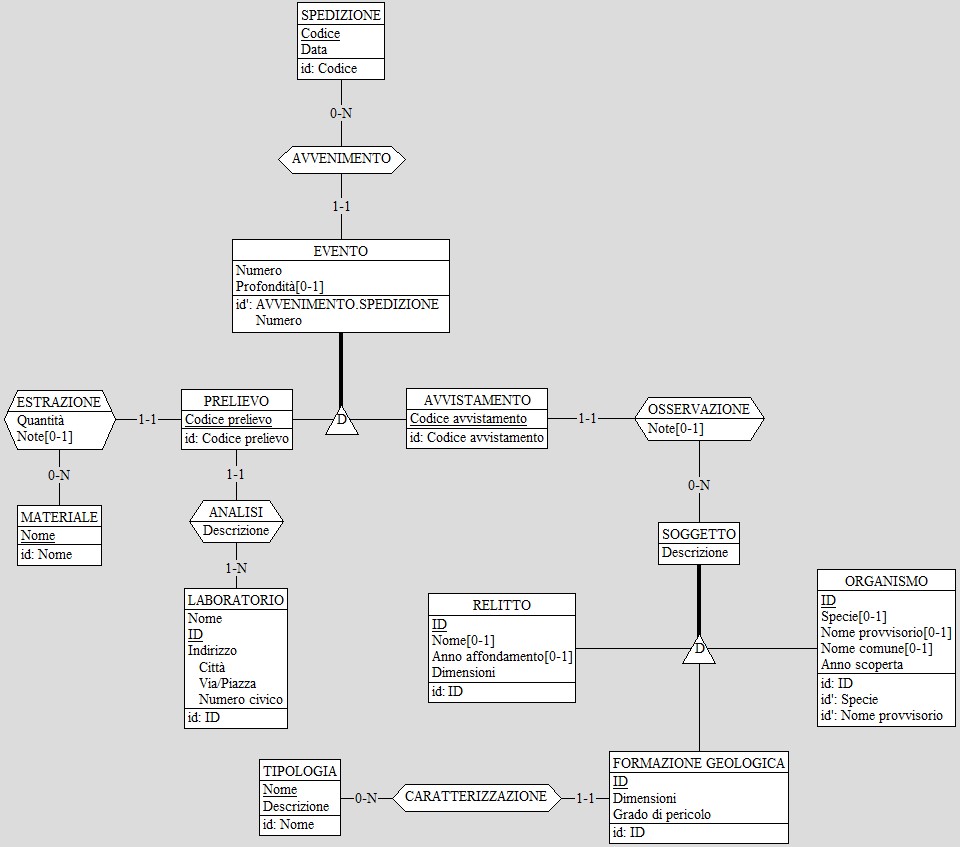 SPEDIZIONE
Codice
Data
id: Codice
0-N
AVVENIMENTO
1-1
EVENTO
Numero
Profondità[0-1]
id': AVVENIMENTO.SPEDIZIONE
Numero
ESTRAZIONE
Quantità
Note[0-1]
1-1
PRELIEVO
Codice prelievo
id: Codice prelievo
D
AVVISTAMENTO
Codice avvistamento
id: Codice avvistamento
1-1
OSSERVAZIONE
Note[0-1]
0-N
MATERIALE
Nome
id: Nome
1-1
ANALISI
Descrizione
1-N
LABORATORIO
Nome
ID
Indirizzo
Città
Via/Piazza
Numero civico
id: ID
0-N
SOGGETTO
Descrizione
RELITTO
ID
Nome[0-1]
Anno affondamento[0-1]
Dimensioni
id: ID
D
ORGANISMO
ID
Specie[0-1]
Nome provvisorio[0-1]
Nome comune[0-1]
Anno scoperta
id: ID
id': Specie
id': Nome provvisorio
TIPOLOGIA
Nome
Descrizione
id: Nome
0-N
CARATTERIZZAZIONE
1-1
FORMAZIONE GEOLOGICA
ID
Dimensioni
Grado di pericolo
id: ID